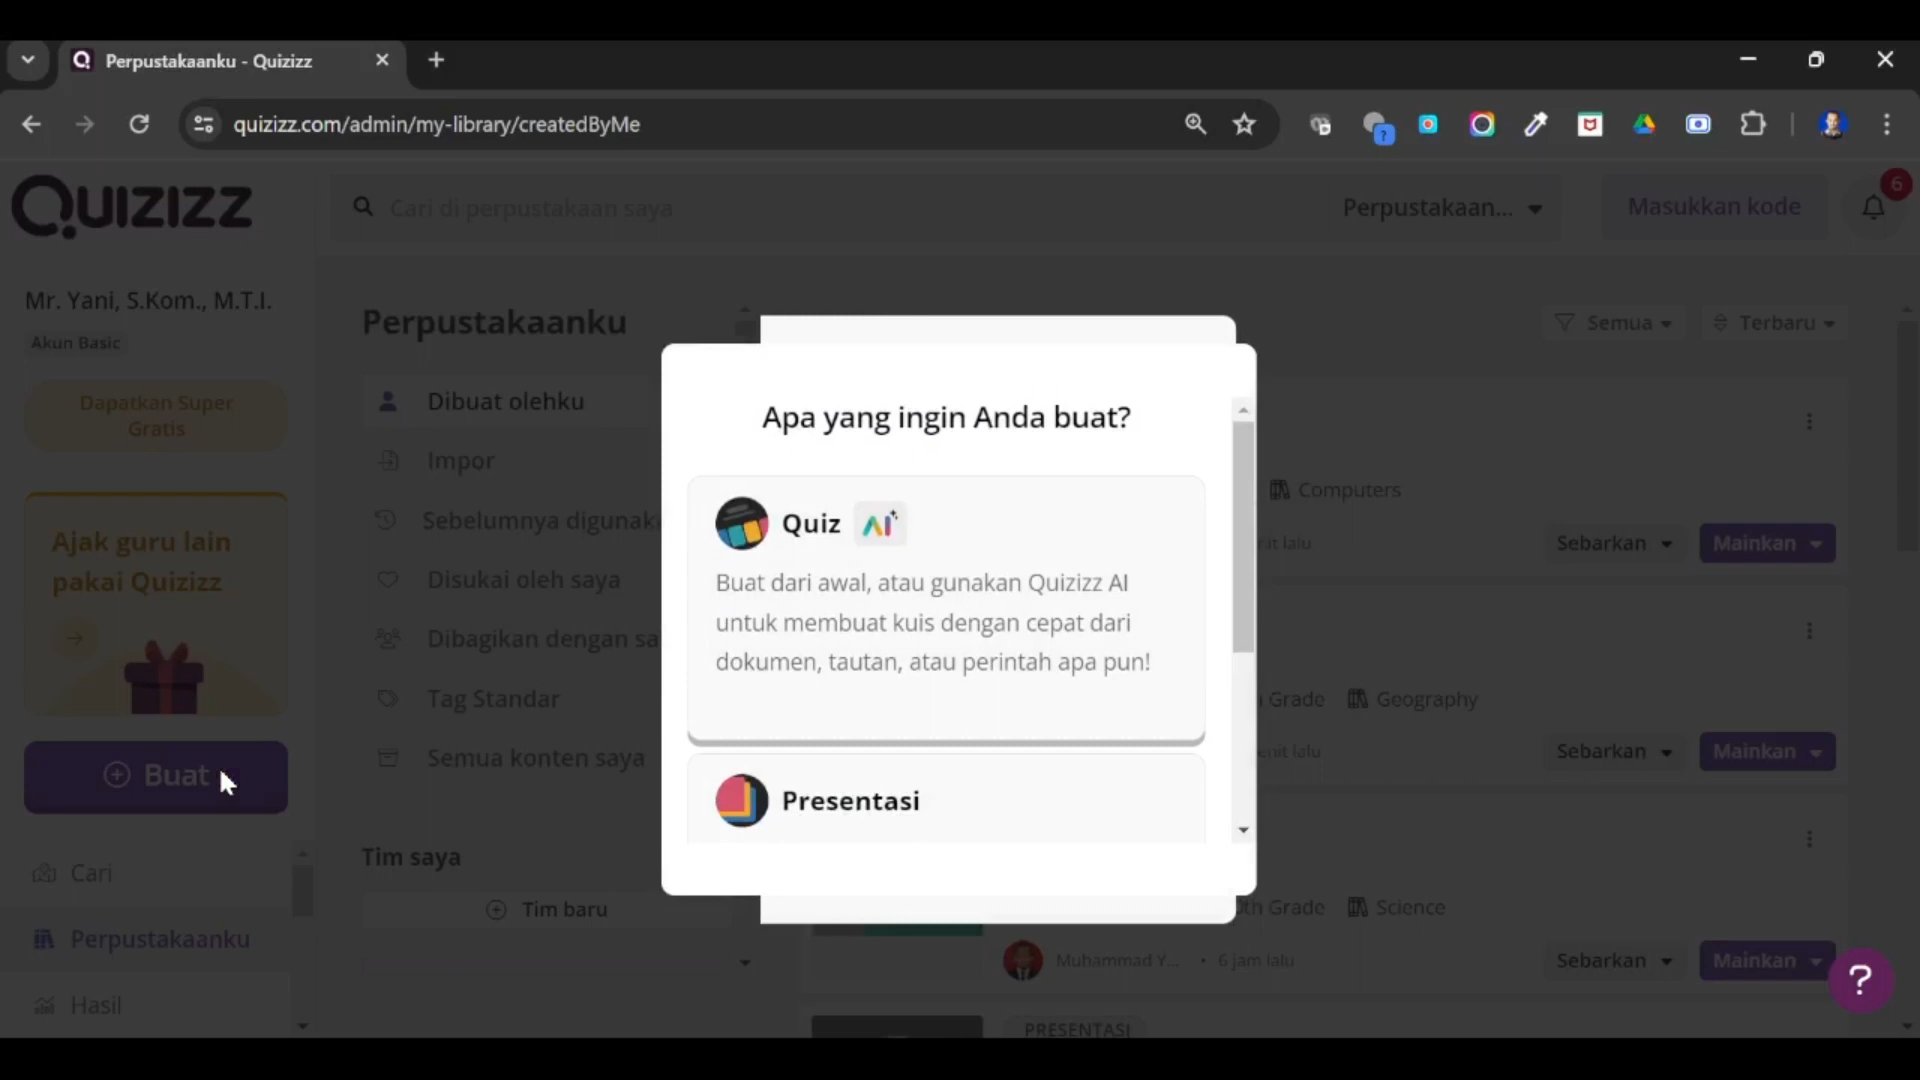 Perpustakaanku - Quizizz
quizizz.com/admin/my-library/createdByMe
QUIZIZZ
Cari di perpustakaan saya
Perpustakaan...
Masukkan kode
6
Mr. Yani, S.Kom., M.T.I.
Akun Basic
Dapatkan Super
Gratis
Ajak guru lain
pakai Quizizz
Buat
Cari
Perpustakaanku
Hasil
Perpustakaanku
Dibuat olehku
Impor
Sebelumnya digunak
Disukai oleh saya
Dibagikan dengan sa
Tag Standar
Semua konten saya
Tim saya
Tim baru
Apa yang ingin Anda buat?
Quiz AI
Buat dari awal, atau gunakan Quizizz AI
untuk membuat kuis dengan cepat dari
dokumen, tautan, atau perintah apa pun!
Presentasi
Semua
Terbaru
Computers
lalu
Sebarkan
Mainkan
Grade
Geography
lalu
Sebarkan
Mainkan
Grade
Science
Muhammad Y...
• 6 jam lalu
Sebarkan
Mainkan
?
PRESENTASI